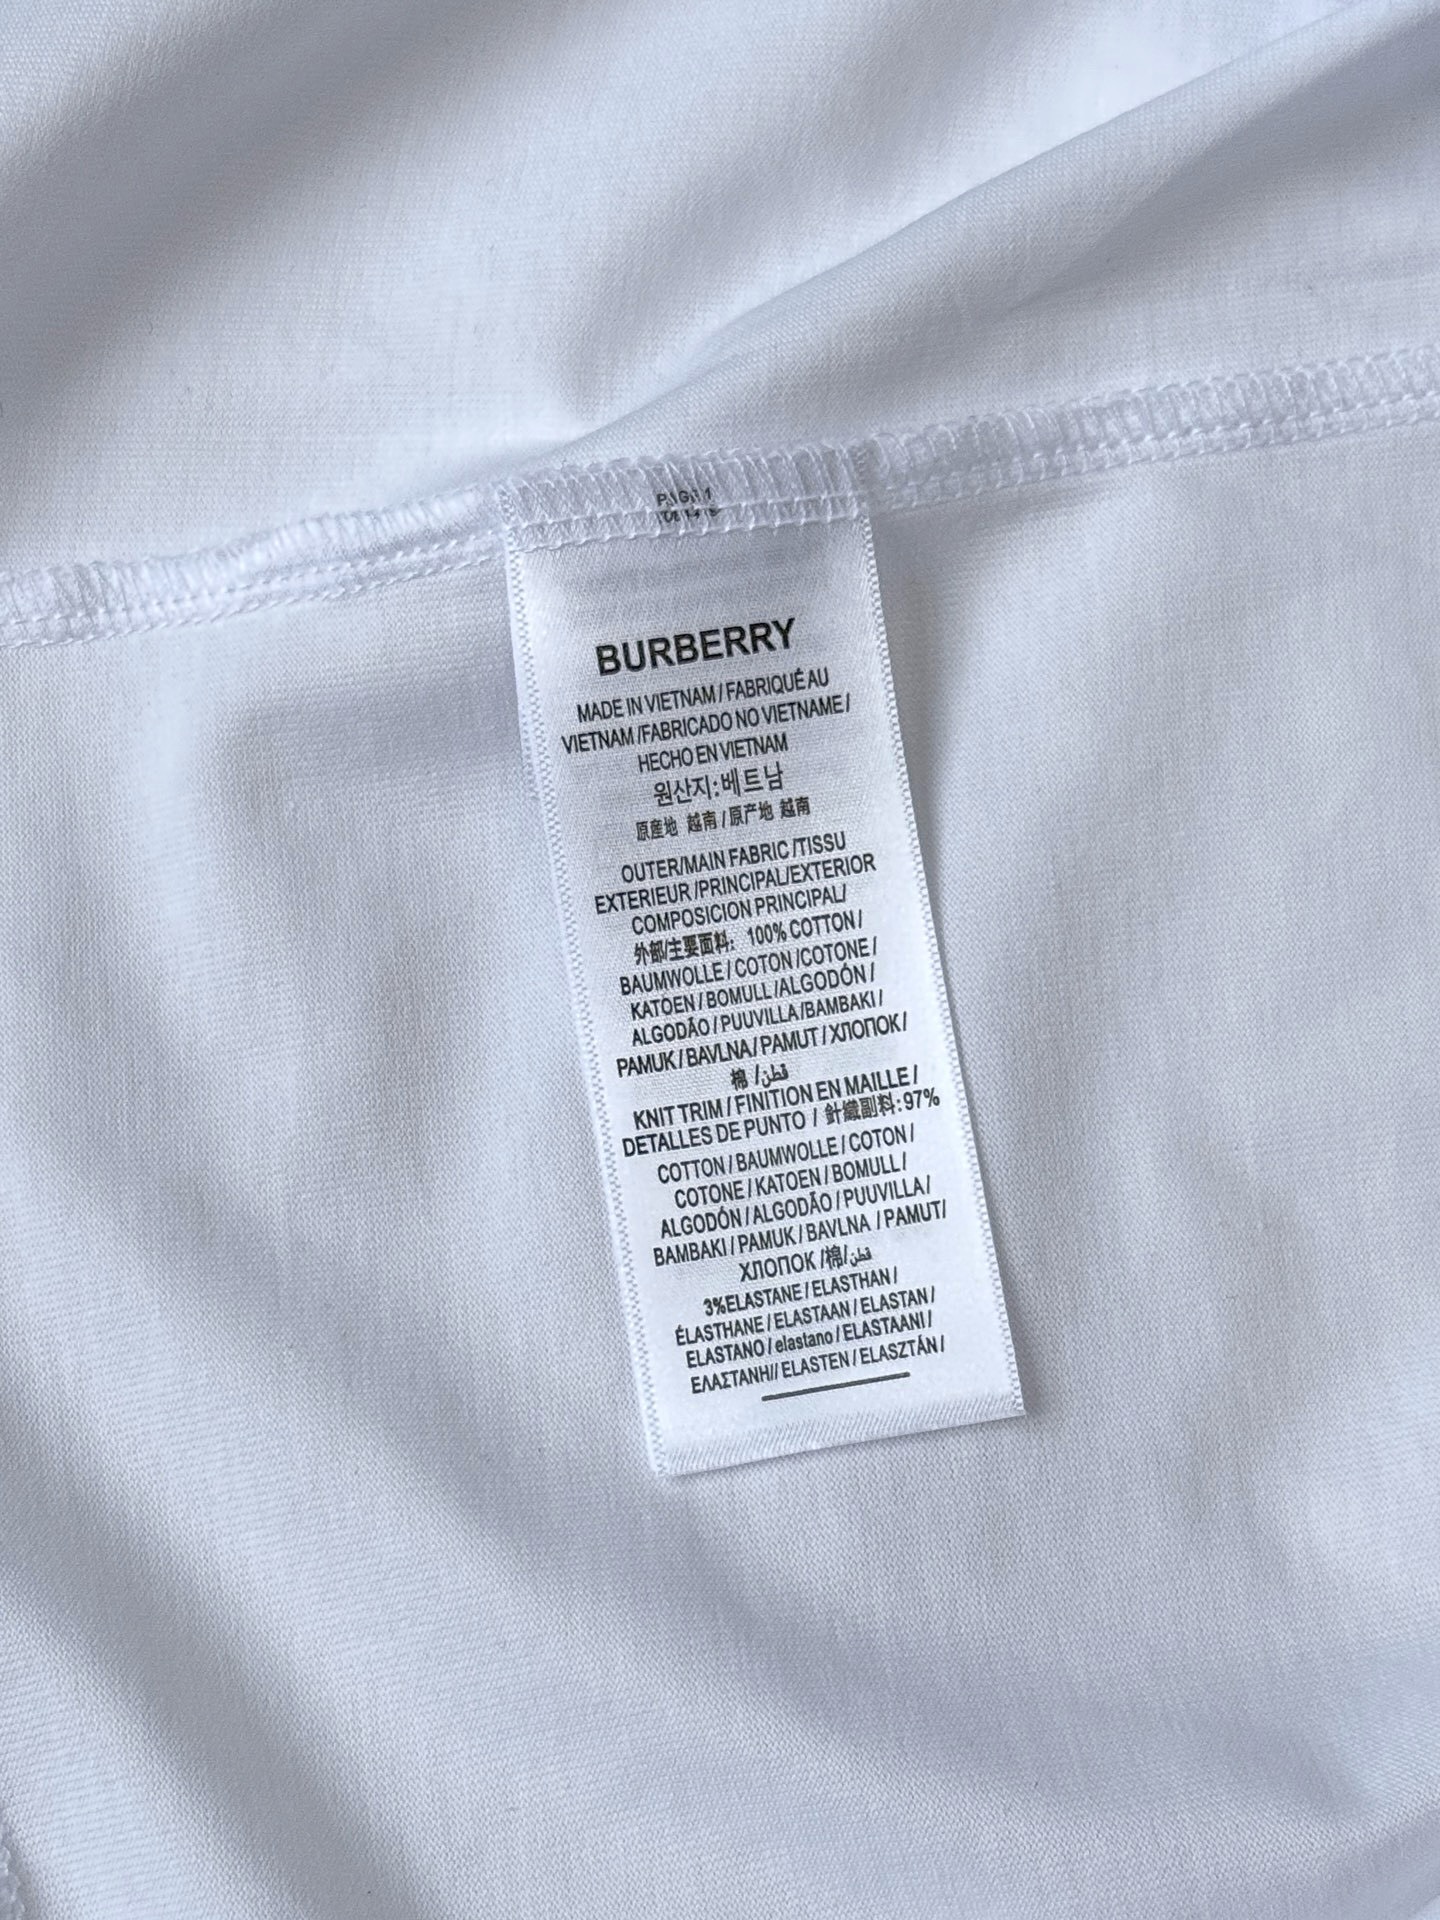 PAGE 1
BURBERRY
MADE IN VIETNAM / FABRIQUÉ AU
VIETNAM /FABRICADO NO VIETNAME /
HECHO EN VIETNAM
원산지:베트남
原産地 越南 / 原产地 越南
OUTER/MAIN FABRIC /TISSU
EXTERIEUR /PRINCIPAL/EXTERIOR
COMPOSICION PRINCIPAL/
外部/主要面料: 100% COTTON /
BAUMWOLLE / COTON /COTONE /
KATOEN / BOMULL /ALGODÓN /
ALGODÃO / PUUVILLA /BAMBAKI /
PAMUK / BAVLNA / PAMUT / ХЛОПОК /
棉 /قطن
KNIT TRIM / FINITION EN MAILLE /
DETALLES DE PUNTO / 針織副料: 97%
COTTON / BAUMWOLLE / COTON /
COTONE / KATOEN / BOMULL /
ALGODÓN / ALGODÃO / PUUVILLA /
BAMBAKI / PAMUK / BAVLNA / PAMUT/
ХЛОПОК /棉/قطن
3%ELASTANE / ELASTHAN /
ÉLASTHANE / ELASTAAN / ELASTAN /
ELASTANO / elastano / ELASTAANI /
ΕΛΑΣΤΑΝΗ// ELASTEN / ELASZTÁN /